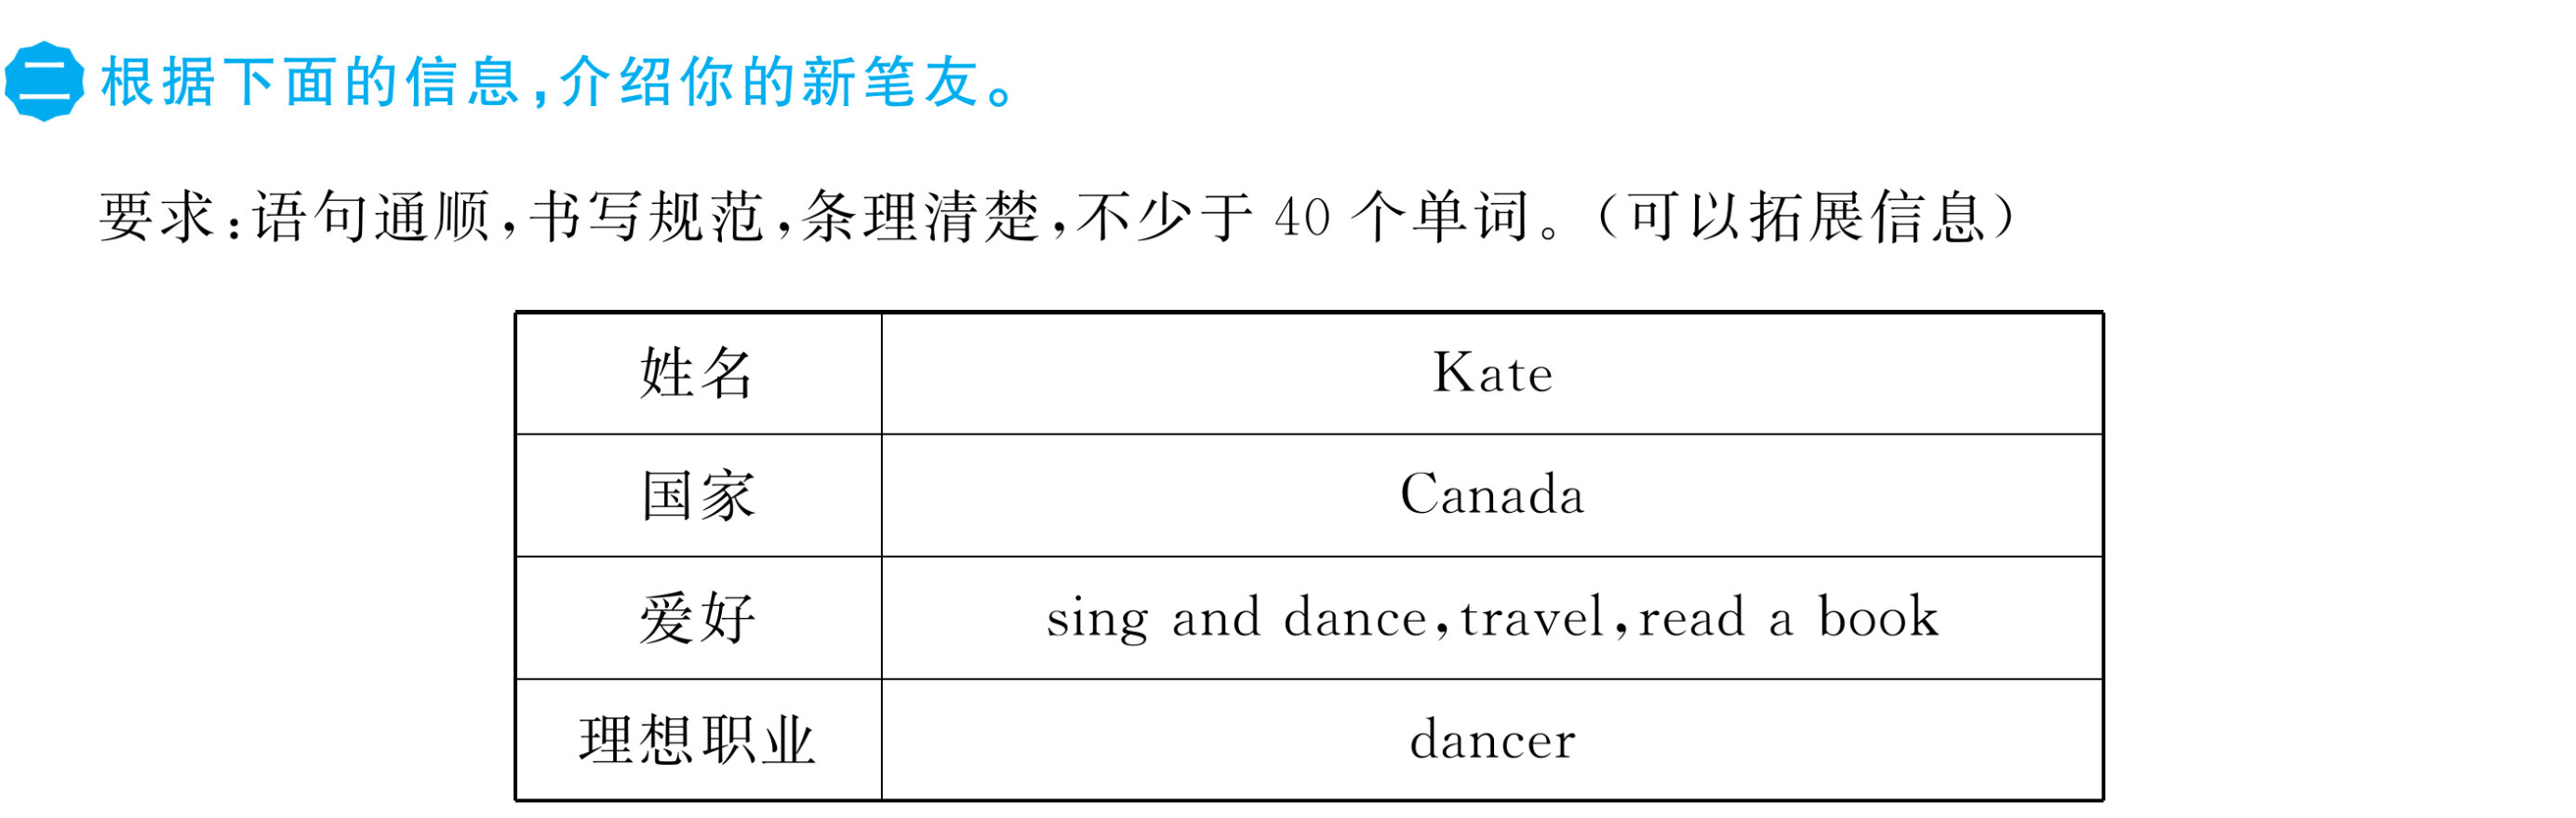 二 根据下面的信息,介绍你的新笔友。
要求:语句通顺,书写规范,条理清楚,不少于 40 个单词。(可以拓展信息)
姓名 Kate
国家 Canada
爱好 sing and dance,travel,read a book
理想职业 dancer